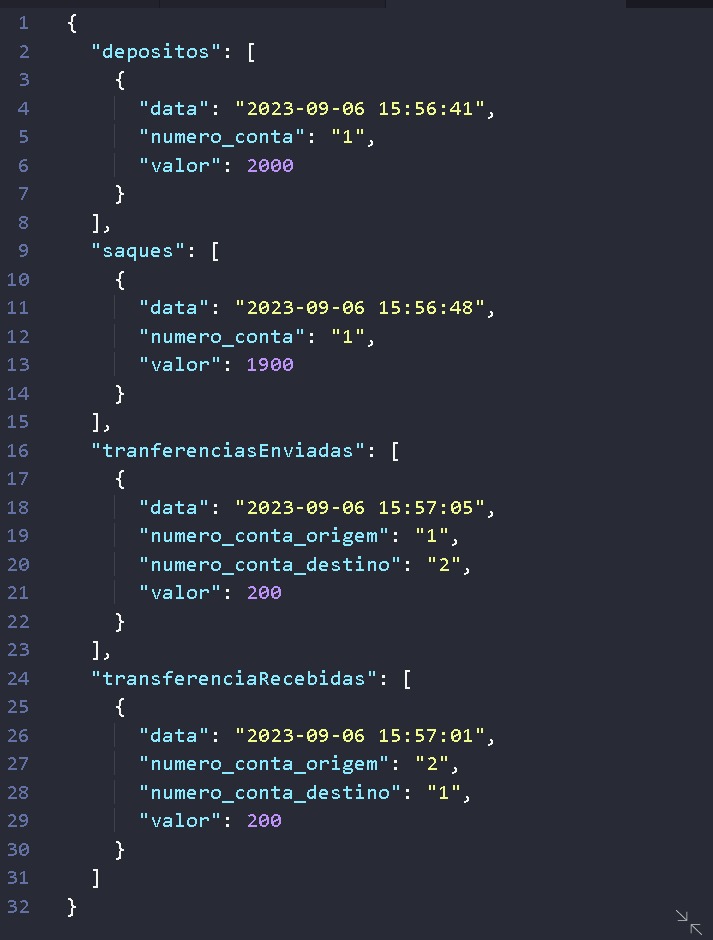 1 {
2 "depositos": [
3 {
4 "data": "2023-09-06 15:56:41",
5 "numero_conta": "1",
6 "valor": 2000
7 }
8 ],
9 "saques": [
10 {
11 "data": "2023-09-06 15:56:48",
12 "numero_conta": "1",
13 "valor": 1900
14 }
15 ],
16 "tranferenciasEnviadas": [
17 {
18 "data": "2023-09-06 15:57:05",
19 "numero_conta_origem": "1",
20 "numero_conta_destino": "2",
21 "valor": 200
22 }
23 ],
24 "transferenciaRecebidas": [
25 {
26 "data": "2023-09-06 15:57:01",
27 "numero_conta_origem": "2",
28 "numero_conta_destino": "1",
29 "valor": 200
30 }
31 ]
32 }